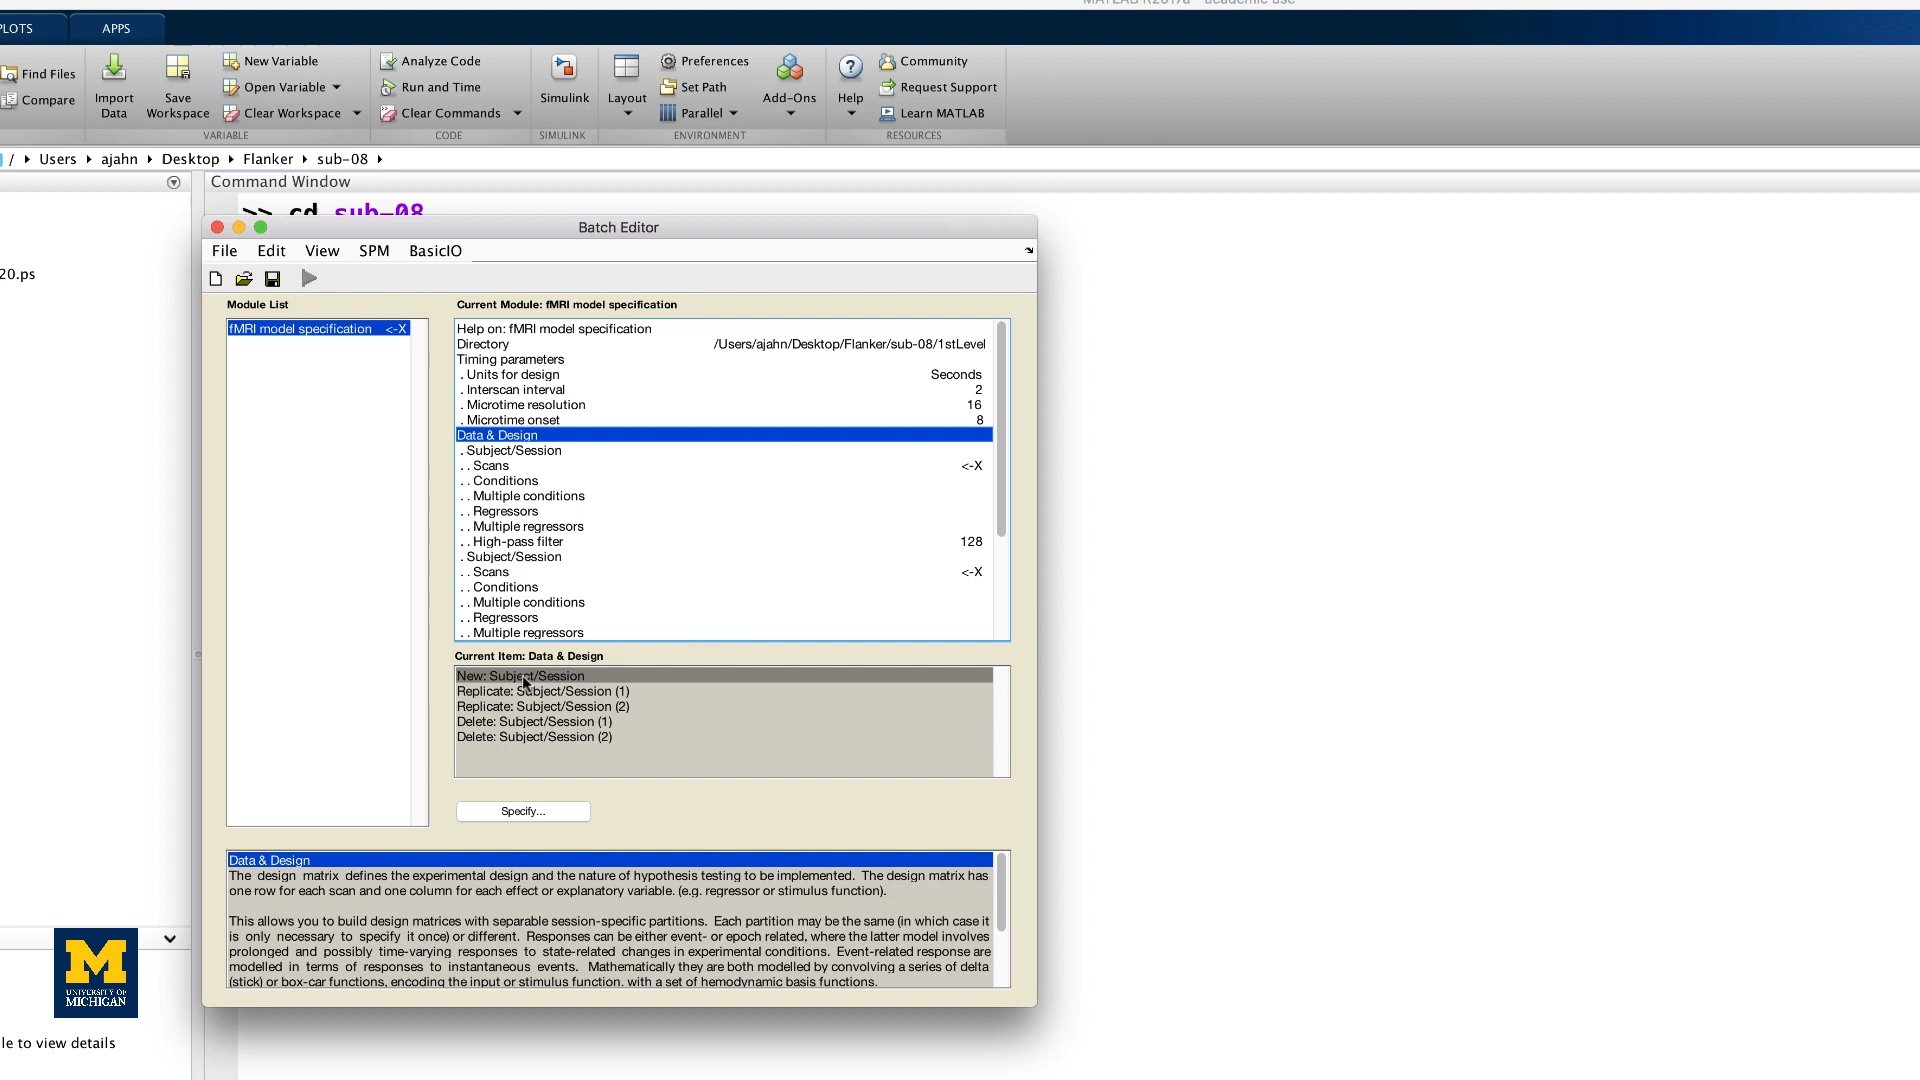 MATLAB R2017a - academic use
PLOTS
APPS
Find Files
Compare
Import Data
Save Workspace
New Variable
Open Variable
Clear Workspace
VARIABLE
Analyze Code
Run and Time
Clear Commands
CODE
Simulink
SIMULINK
Layout
Preferences
Set Path
Parallel
Add-Ons
ENVIRONMENT
Help
Community
Request Support
Learn MATLAB
RESOURCES
/ Users ajahn Desktop Flanker sub-08
Command Window
>> cd sub-08
20.ps
Batch Editor
File Edit View SPM BasicIO
Module List
fMRI model specification <-X
Current Module: fMRI model specification
Help on: fMRI model specification
Directory /Users/ajahn/Desktop/Flanker/sub-08/1stLevel
Timing parameters
. Units for design Seconds
. Interscan interval 2
. Microtime resolution 16
. Microtime onset 8
Data & Design
. Subject/Session
. . Scans <-X
. . Conditions
. . Multiple conditions
. . Regressors
. . Multiple regressors
. . High-pass filter 128
. Subject/Session
. . Scans <-X
. . Conditions
. . Multiple conditions
. . Regressors
. . Multiple regressors
Current Item: Data & Design
New: Subject/Session
Replicate: Subject/Session (1)
Replicate: Subject/Session (2)
Delete: Subject/Session (1)
Delete: Subject/Session (2)
Specify...
Data & Design
The design matrix defines the experimental design and the nature of hypothesis testing to be implemented. The design matrix has
one row for each scan and one column for each effect or explanatory variable. (e.g. regressor or stimulus function).
This allows you to build design matrices with separable session-specific partitions. Each partition may be the same (in which case it
is only necessary to specify it once) or different. Responses can be either event- or epoch related, where the latter model involves
prolonged and possibly time-varying responses to state-related changes in experimental conditions. Event-related response are
modelled in terms of responses to instantaneous events. Mathematically they are both modelled by convolving a series of delta
(stick) or box-car functions, encoding the input or stimulus function, with a set of hemodynamic basis functions.
M
UNIVERSITY OF
MICHIGAN
le to view details